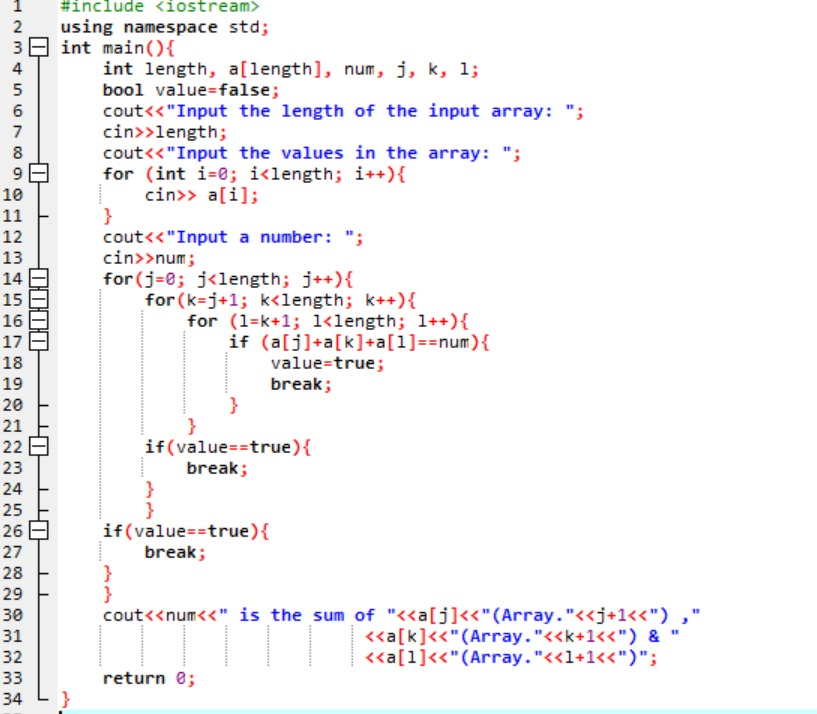 1 #include <iostream>
2 using namespace std;
3 int main(){
4 int length, a[length], num, j, k, l;
5 bool value=false;
6 cout<<"Input the length of the input array: ";
7 cin>>length;
8 cout<<"Input the values in the array: ";
9 for (int i=0; i<length; i++){
10 cin>> a[i];
11 }
12 cout<<"Input a number: ";
13 cin>>num;
14 for(j=0; j<length; j++){
15 for(k=j+1; k<length; k++){
16 for (l=k+1; l<length; l++){
17 if (a[j]+a[k]+a[l]==num){
18 value=true;
19 break;
20 }
21 }
22 if(value==true){
23 break;
24 }
25 }
26 if(value==true){
27 break;
28 }
29 }
30 cout<<num<<" is the sum of "<<a[j]<<"(Array."<<j+1<<") ,"
31 <<a[k]<<"(Array."<<k+1<<") & "
32 <<a[l]<<"(Array."<<l+1<<")";
33 return 0;
34 }